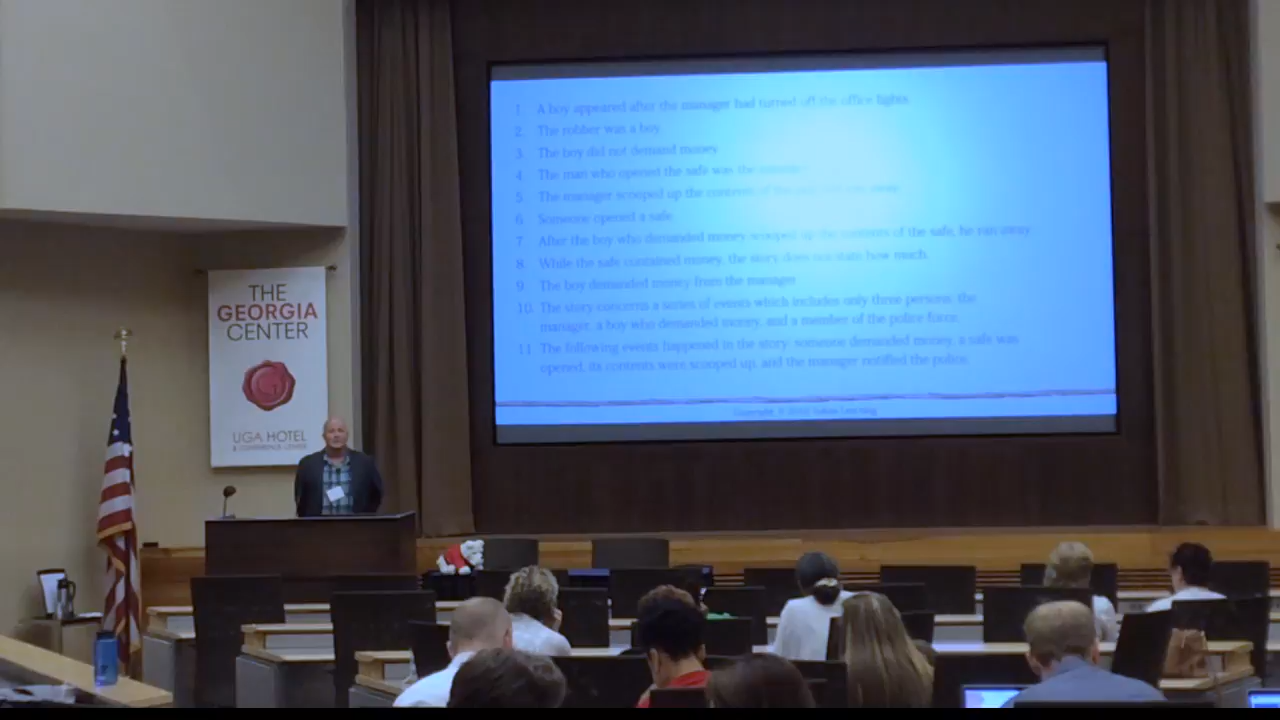 THE
GEORGIA
CENTER
UGA HOTEL
& CONFERENCE CENTER
1. A boy appeared after the manager had turned off the office lights.
2. The robber was a boy.
3. The boy did not demand money.
4. The man who opened the safe was the
5. The manager scooped up the contents of the
6. Someone opened a safe.
7. After the boy who demanded money scooped up the contents of the safe, he ran away.
8. While the safe contained money, the story does not state how much.
9. The boy demanded money from the manager.
10. The story concerns a series of events which includes only three persons: the
manager, a boy who demanded money, and a member of the police force.
11. The following events happened in the story: someone demanded money, a safe was
opened, its contents were scooped up, and the manager notified the police.
Copyright ©